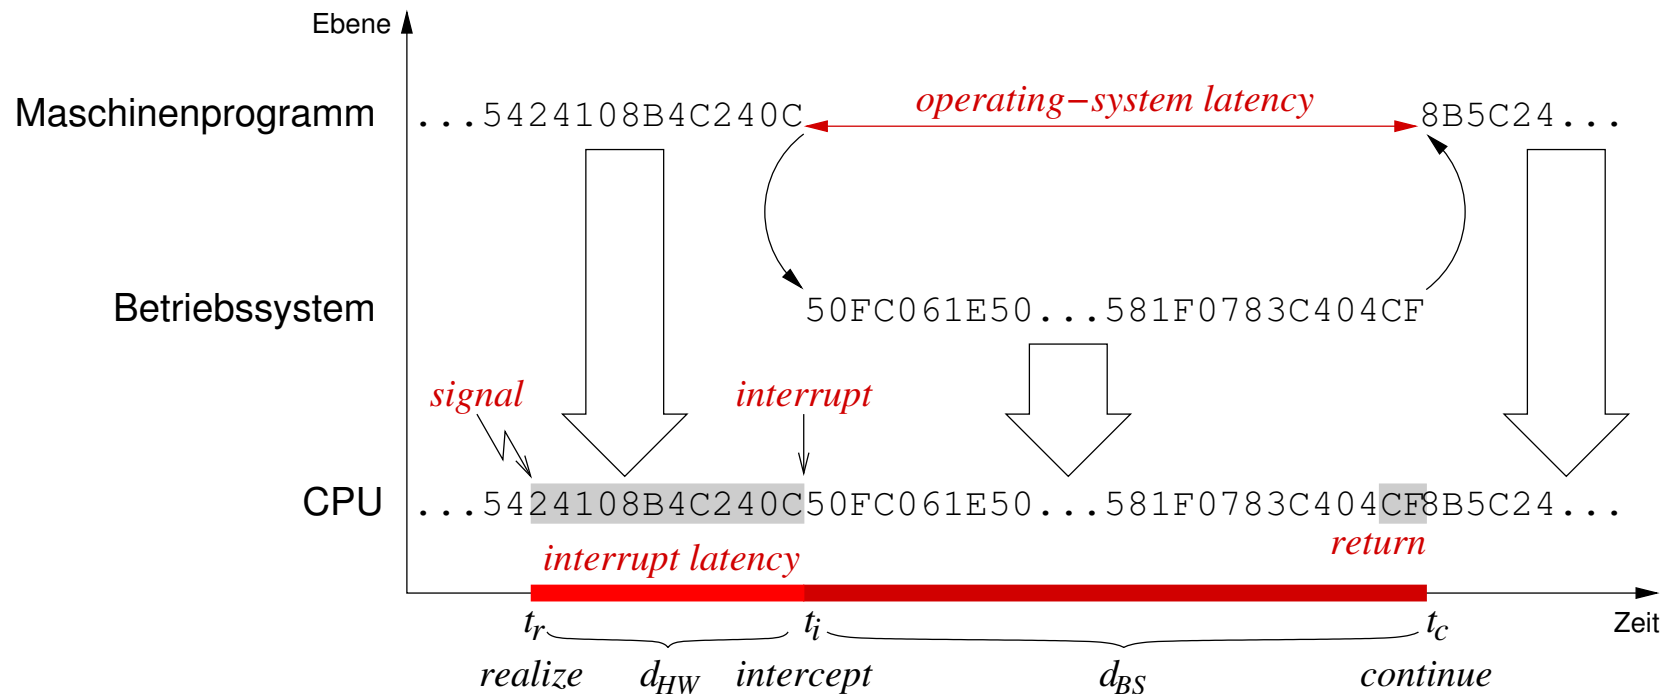 Ebene
Maschinenprogramm ...5424108B4C240C operating-system latency 8B5C24...
Betriebssystem 50FC061E50...581F0783C404CF
signal interrupt
CPU ...5424108B4C240C50FC061E50...581F0783C404CF8B5C24...
interrupt latency return
tr ti tc Zeit
realize dHW intercept dBS continue